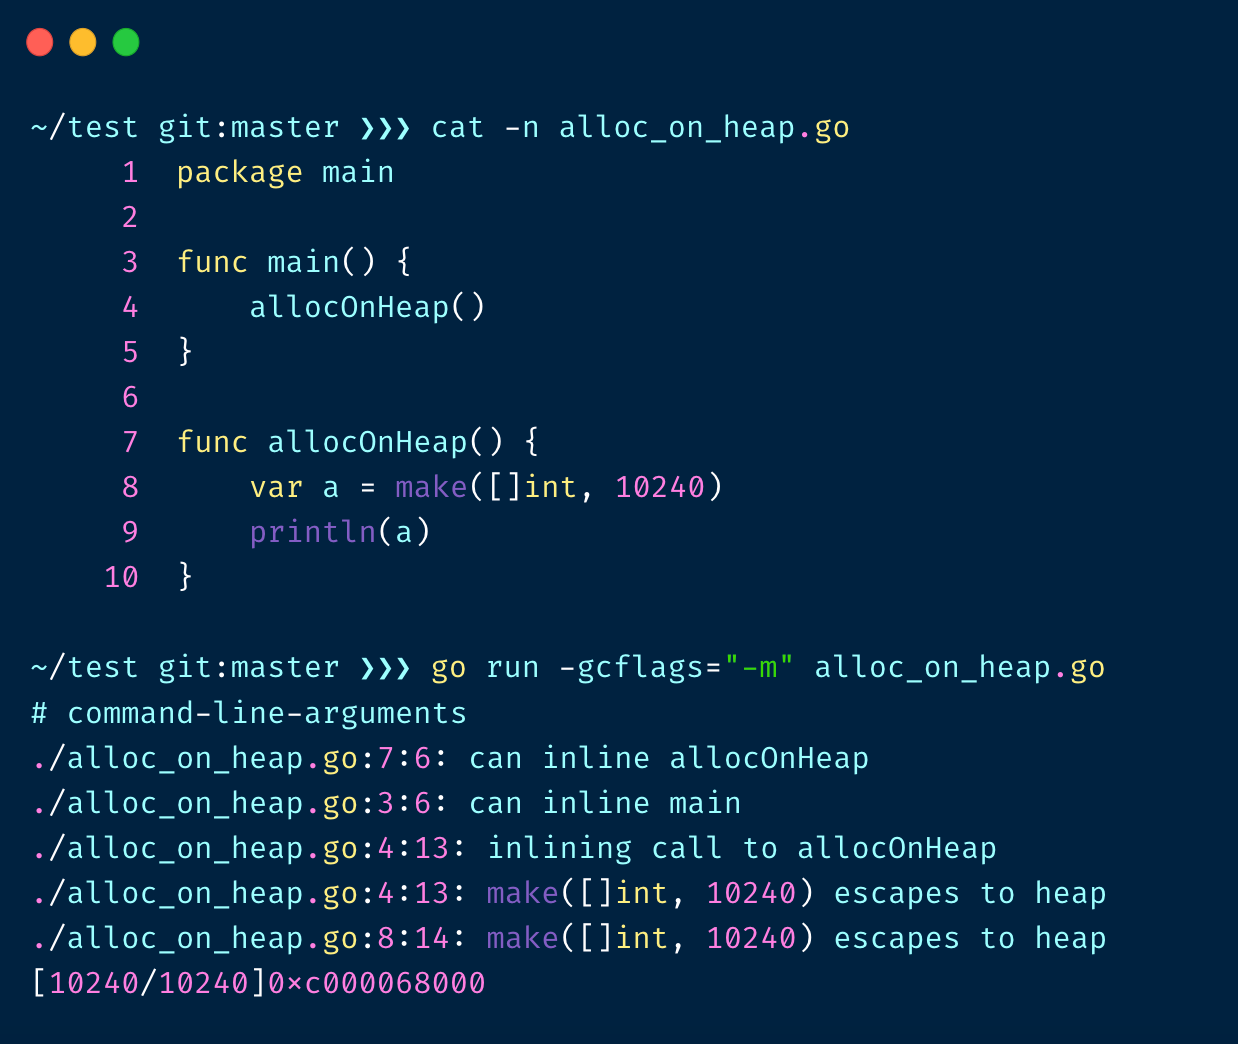 ~/test git:master ❯❯❯ cat -n alloc_on_heap.go
     1  package main
     2
     3  func main() {
     4      allocOnHeap()
     5  }
     6
     7  func allocOnHeap() {
     8      var a = make([]int, 10240)
     9      println(a)
    10  }

~/test git:master ❯❯❯ go run -gcflags="-m" alloc_on_heap.go
# command-line-arguments
./alloc_on_heap.go:7:6: can inline allocOnHeap
./alloc_on_heap.go:3:6: can inline main
./alloc_on_heap.go:4:13: inlining call to allocOnHeap
./alloc_on_heap.go:4:13: make([]int, 10240) escapes to heap
./alloc_on_heap.go:8:14: make([]int, 10240) escapes to heap
[10240/10240]0xc000068000